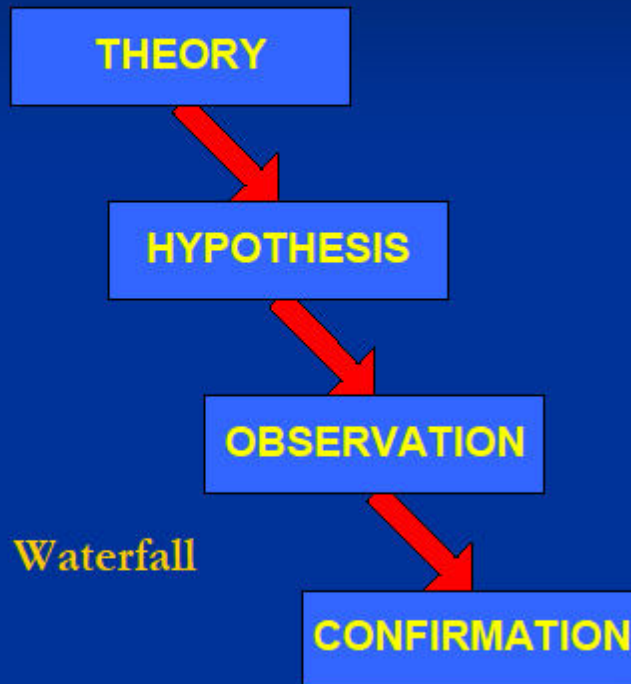 THEORY
HYPOTHESIS
OBSERVATION
Waterfall
CONFIRMATION